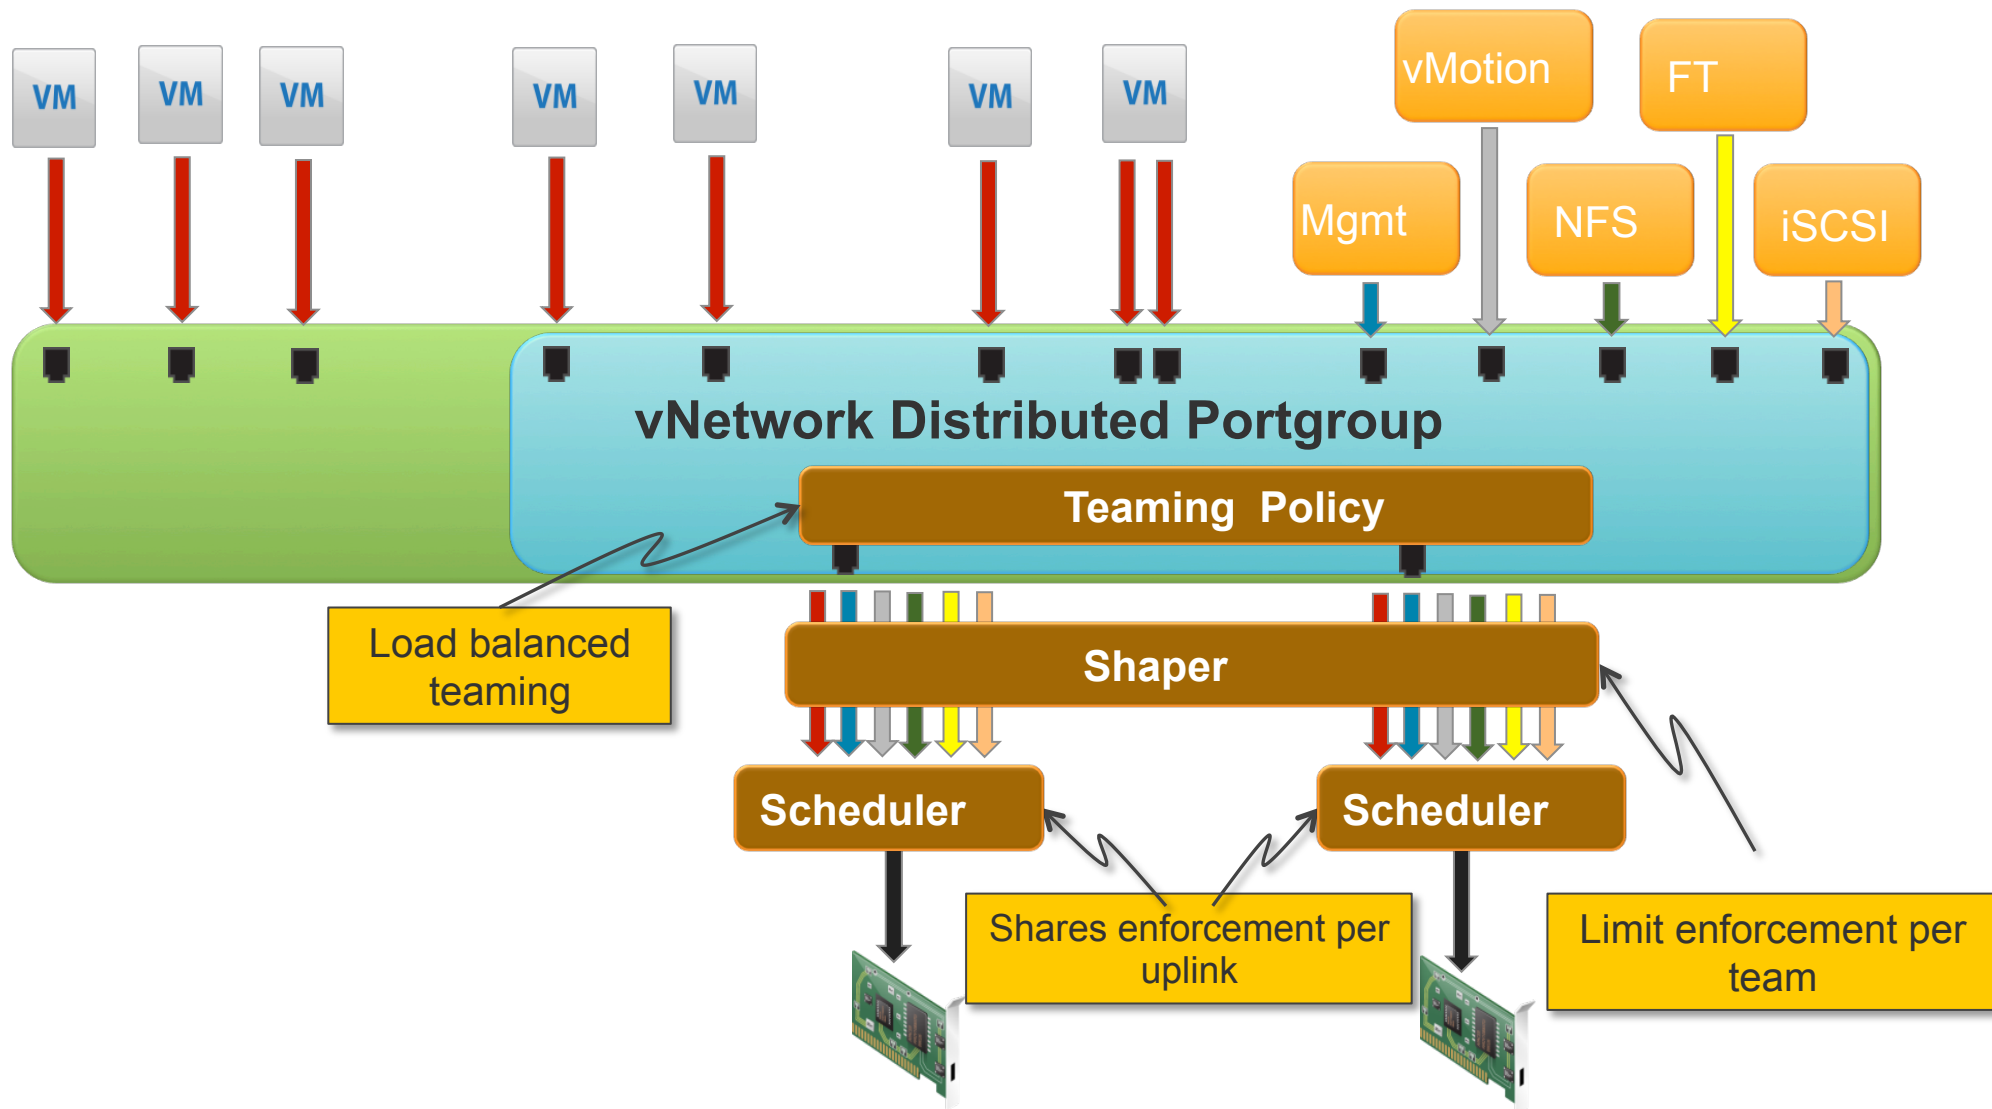 VM
VM
VM
VM
VM
VM
VM
vMotion
FT
Mgmt
NFS
iSCSI
vNetwork Distributed Portgroup
Teaming Policy
Load balanced
teaming
Shaper
Scheduler
Scheduler
Shares enforcement per
uplink
Limit enforcement per
team